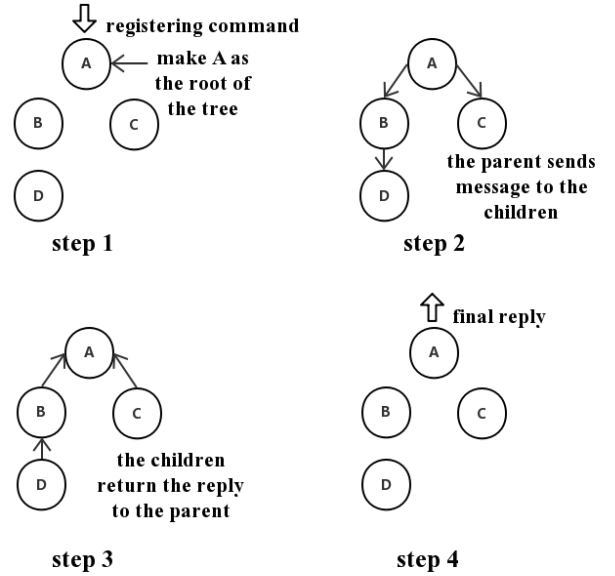 registering command
A
make A as
the root of
the tree
B
C
D
step 1
A
B
C
the parent sends
message to the
children
D
step 2
A
B
C
the children
return the reply
to the parent
D
step 3
final reply
A
B
C
D
step 4